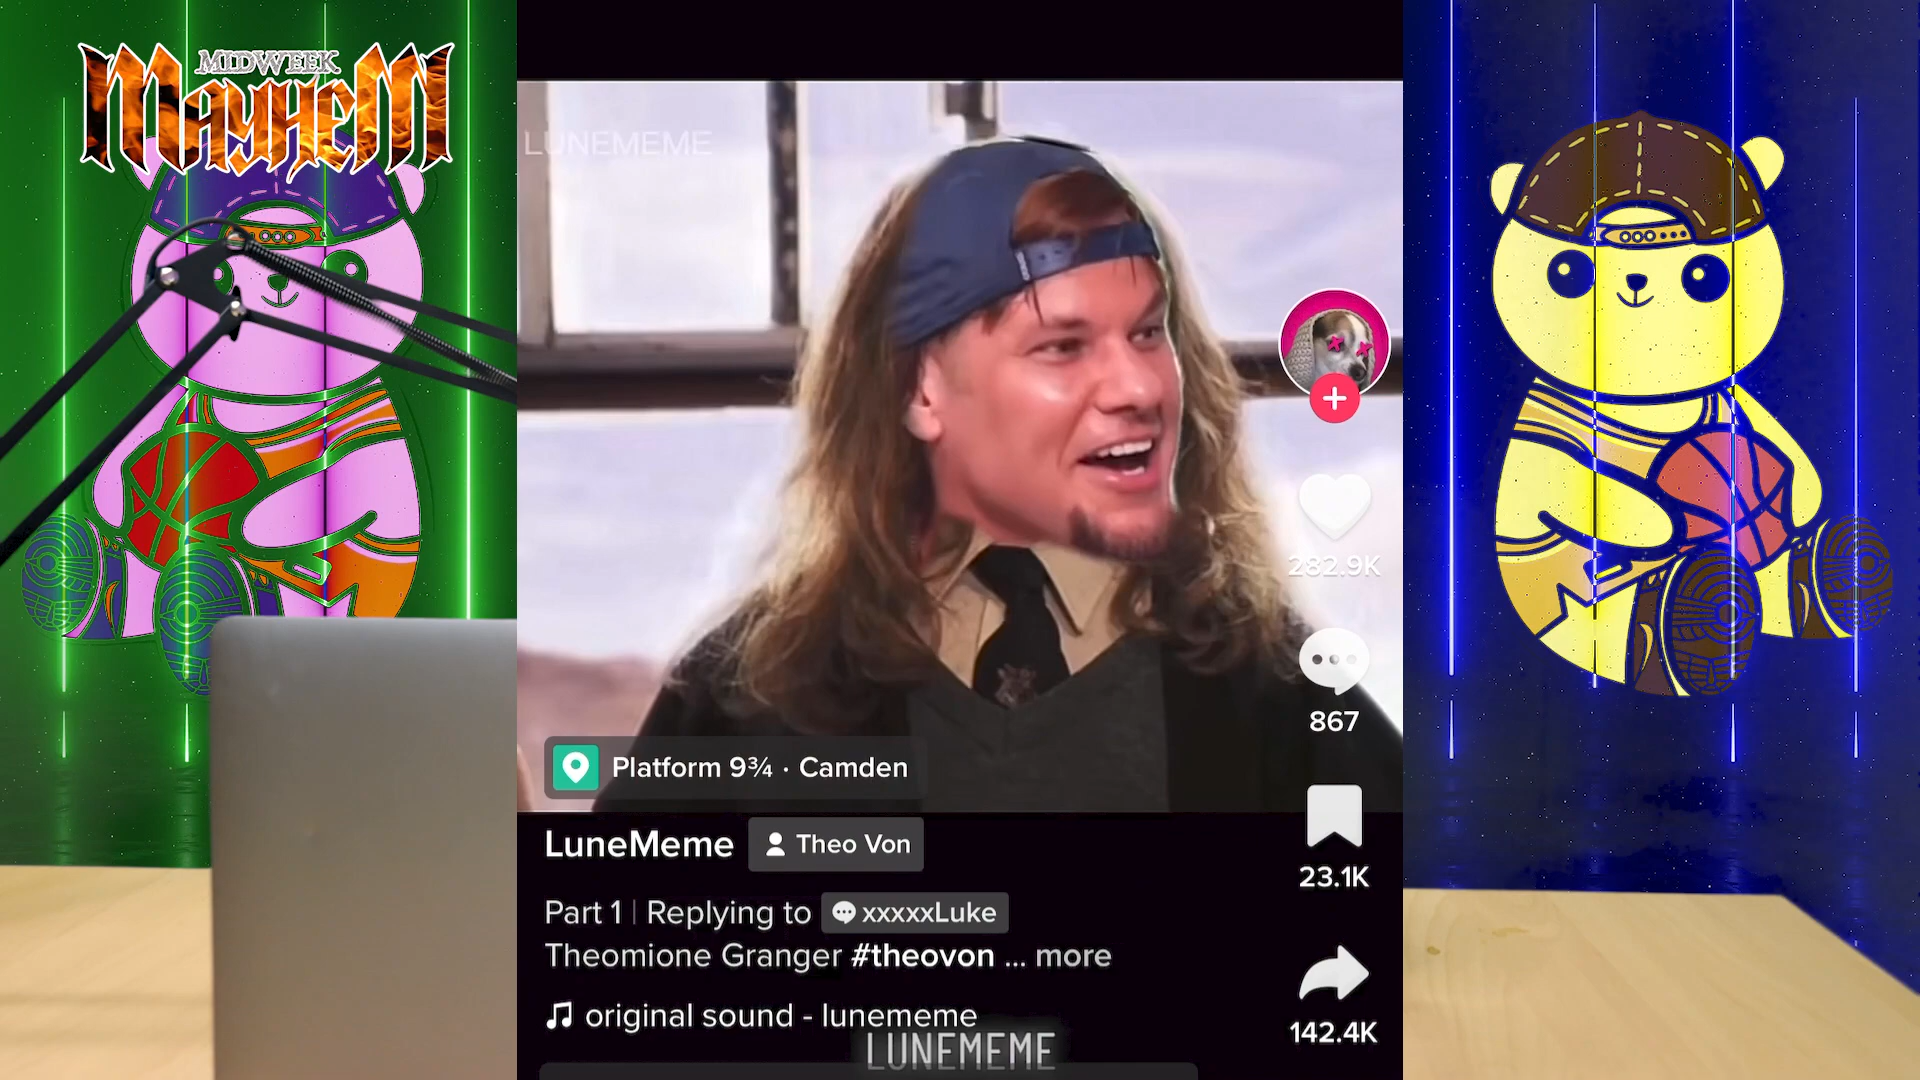 MIDWEEK
MAYHEM
LUNEMEME
282.9K
867
Platform 9¾ · Camden
LuneMeme
Theo Von
23.1K
Part 1 | Replying to xxxxxLuke
Theomione Granger #theovon ... more
original sound - lunememe
142.4K
LUNEMEME